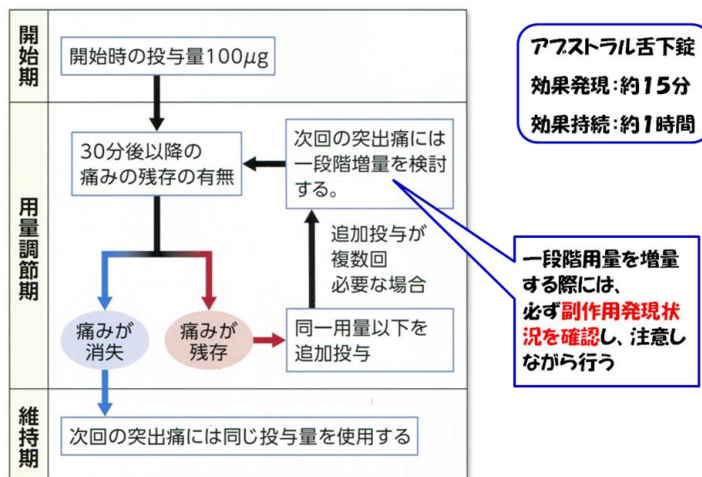 開始期
開始時の投与量100μg
用量調節期
30分後以降の
痛みの残存の有無
次回の突出痛には
一段階増量を検討
する。
追加投与が
複数回
必要な場合
痛みが
消失
痛みが
残存
同一用量以下を
追加投与
維持期
次回の突出痛には同じ投与量を使用する
アブストラル舌下錠
効果発現:約15分
効果持続:約1時間
一段階用量を増量
する際には、
必ず副作用発現状
況を確認し、注意し
ながら行う